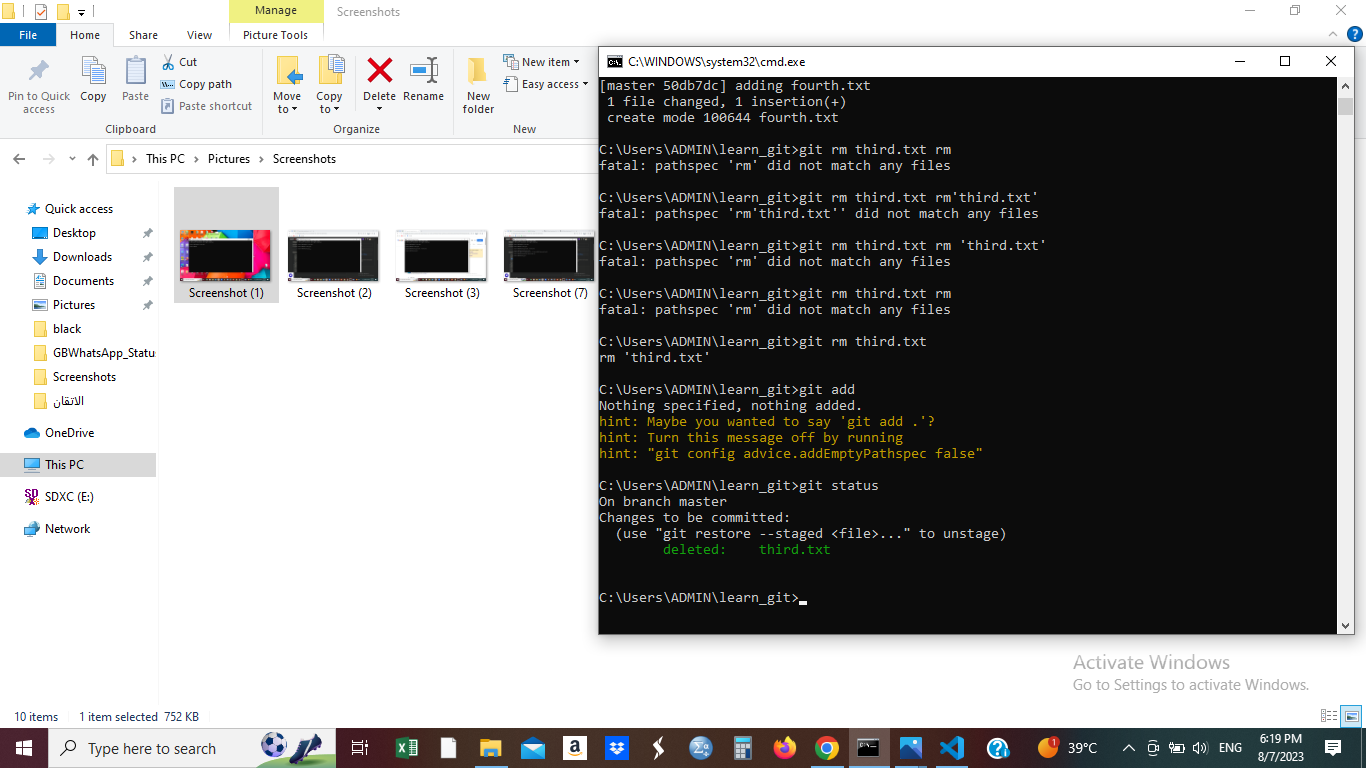 Manage
Screenshots
File
Home
Share
View
Picture Tools
Pin to Quick access
Copy
Paste
Cut
Copy path
Paste shortcut
Clipboard
Move to
Copy to
Delete
Rename
Organize
New folder
New item
Easy access
New
This PC > Pictures > Screenshots
Quick access
Desktop
Downloads
Documents
Pictures
black
GBWhatsApp_Statu
Screenshots
الاتقان
OneDrive
This PC
SDXC (E:)
Network
Screenshot (1)
Screenshot (2)
Screenshot (3)
Screenshot (7)
10 items
1 item selected 752 KB
C:\WINDOWS\system32\cmd.exe
[master 50db7dc] adding fourth.txt
1 file changed, 1 insertion(+)
create mode 100644 fourth.txt
C:\Users\ADMIN\learn_git>git rm third.txt rm
fatal: pathspec 'rm' did not match any files
C:\Users\ADMIN\learn_git>git rm third.txt rm'third.txt'
fatal: pathspec 'rm'third.txt'' did not match any files
C:\Users\ADMIN\learn_git>git rm third.txt rm 'third.txt'
fatal: pathspec 'rm' did not match any files
C:\Users\ADMIN\learn_git>git rm third.txt rm
fatal: pathspec 'rm' did not match any files
C:\Users\ADMIN\learn_git>git rm third.txt
rm 'third.txt'
C:\Users\ADMIN\learn_git>git add
Nothing specified, nothing added.
hint: Maybe you wanted to say 'git add .'?
hint: Turn this message off by running
hint: "git config advice.addEmptyPathspec false"
C:\Users\ADMIN\learn_git>git status
On branch master
Changes to be committed:
(use "git restore --staged <file>..." to unstage)
deleted: third.txt
C:\Users\ADMIN\learn_git>
Activate Windows
Go to Settings to activate Windows.
Type here to search
39°C
ENG
6:19 PM
8/7/2023